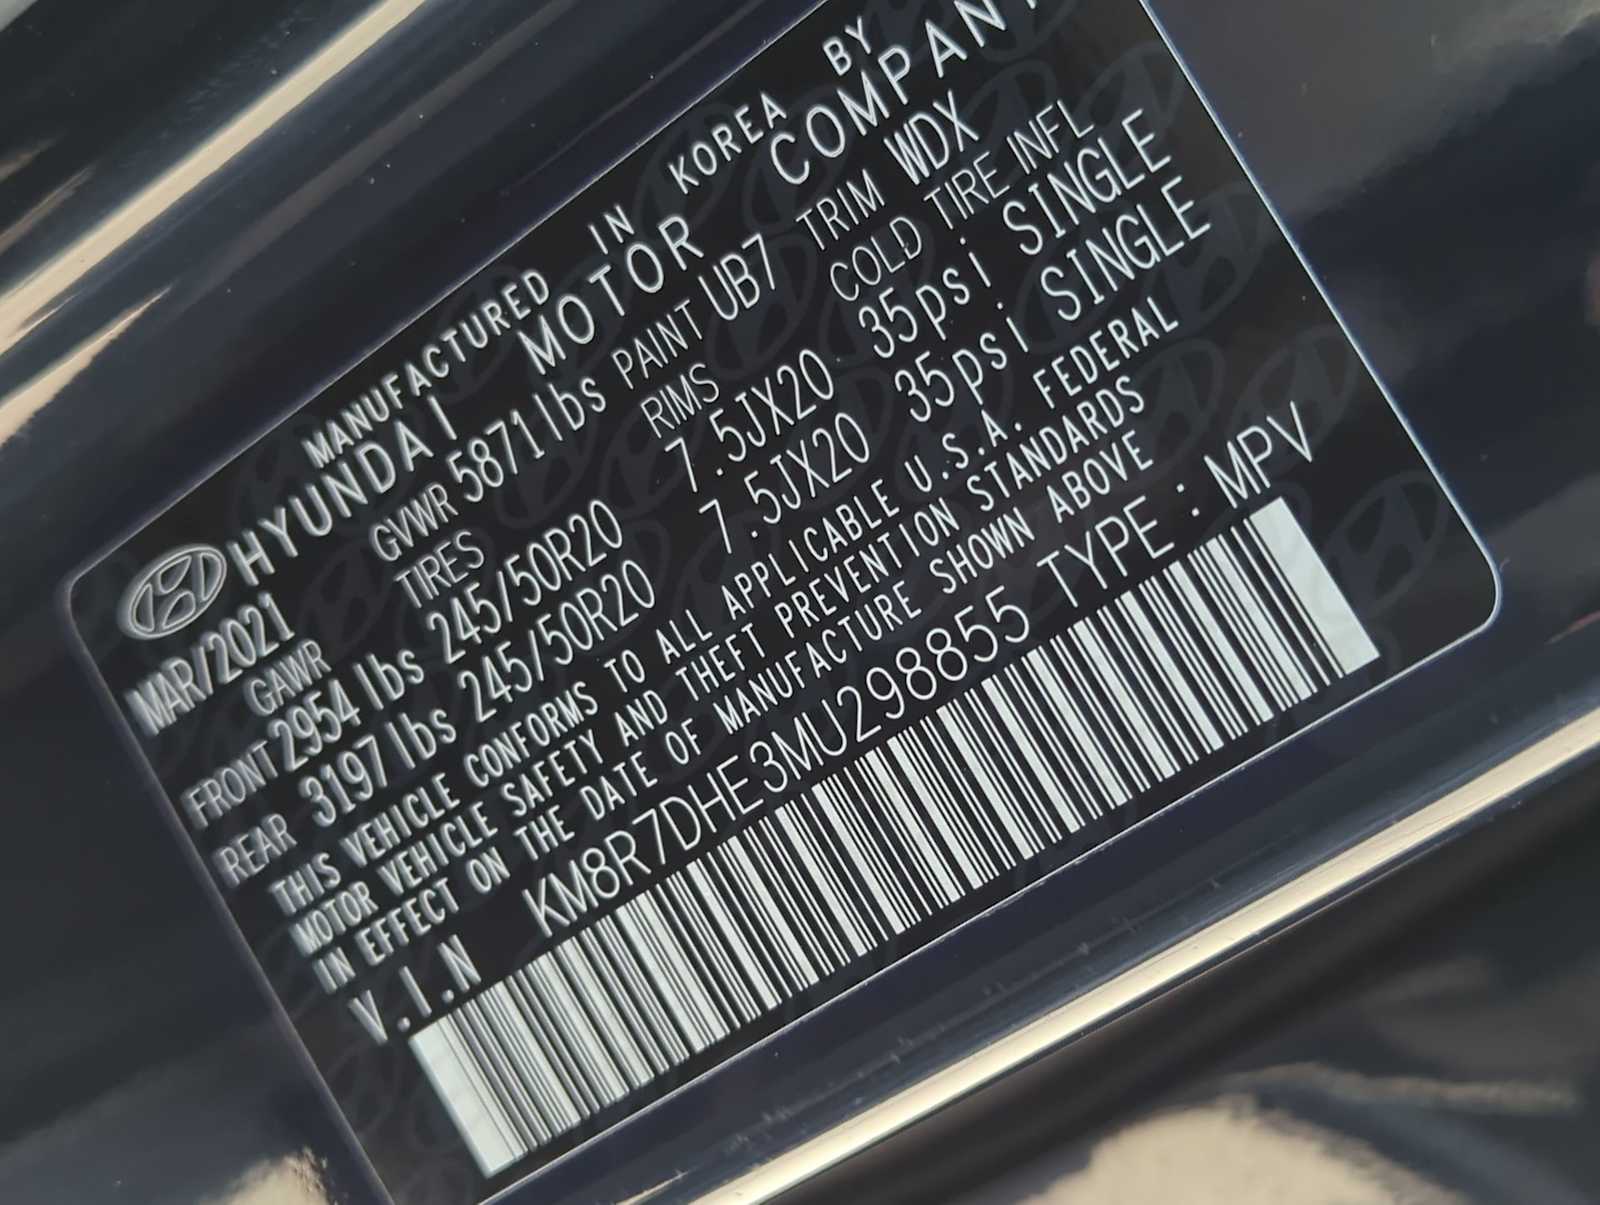 MANUFACTURED IN KOREA BY
HYUNDAI MOTOR COMPANY
MAR/2021 GVWR 5871lbs PAINT UB7 TRIM WDX
GAWR TIRES RIMS COLD TIRE INFL
FRONT 2954 lbs 245/50R20 7.5JX20 35psi SINGLE
REAR 3197 lbs 245/50R20 7.5JX20 35psi SINGLE
THIS VEHICLE CONFORMS TO ALL APPLICABLE U.S.A. FEDERAL
MOTOR VEHICLE SAFETY AND THEFT PREVENTION STANDARDS
IN EFFECT ON THE DATE OF MANUFACTURE SHOWN ABOVE
V.I.N KM8R7DHE3MU298855 TYPE : MPV